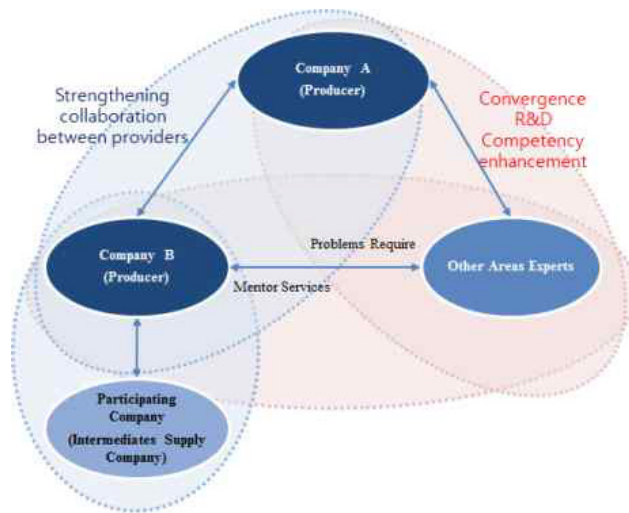 Company A
(Producer)
Strengthening
collaboration
between providers
Convergence
R&D
Competency
enhancement
Company B
(Producer)
Problems Require
Mentor Services
Other Areas Experts
Participating
Company
(Intermediates Supply
Company)